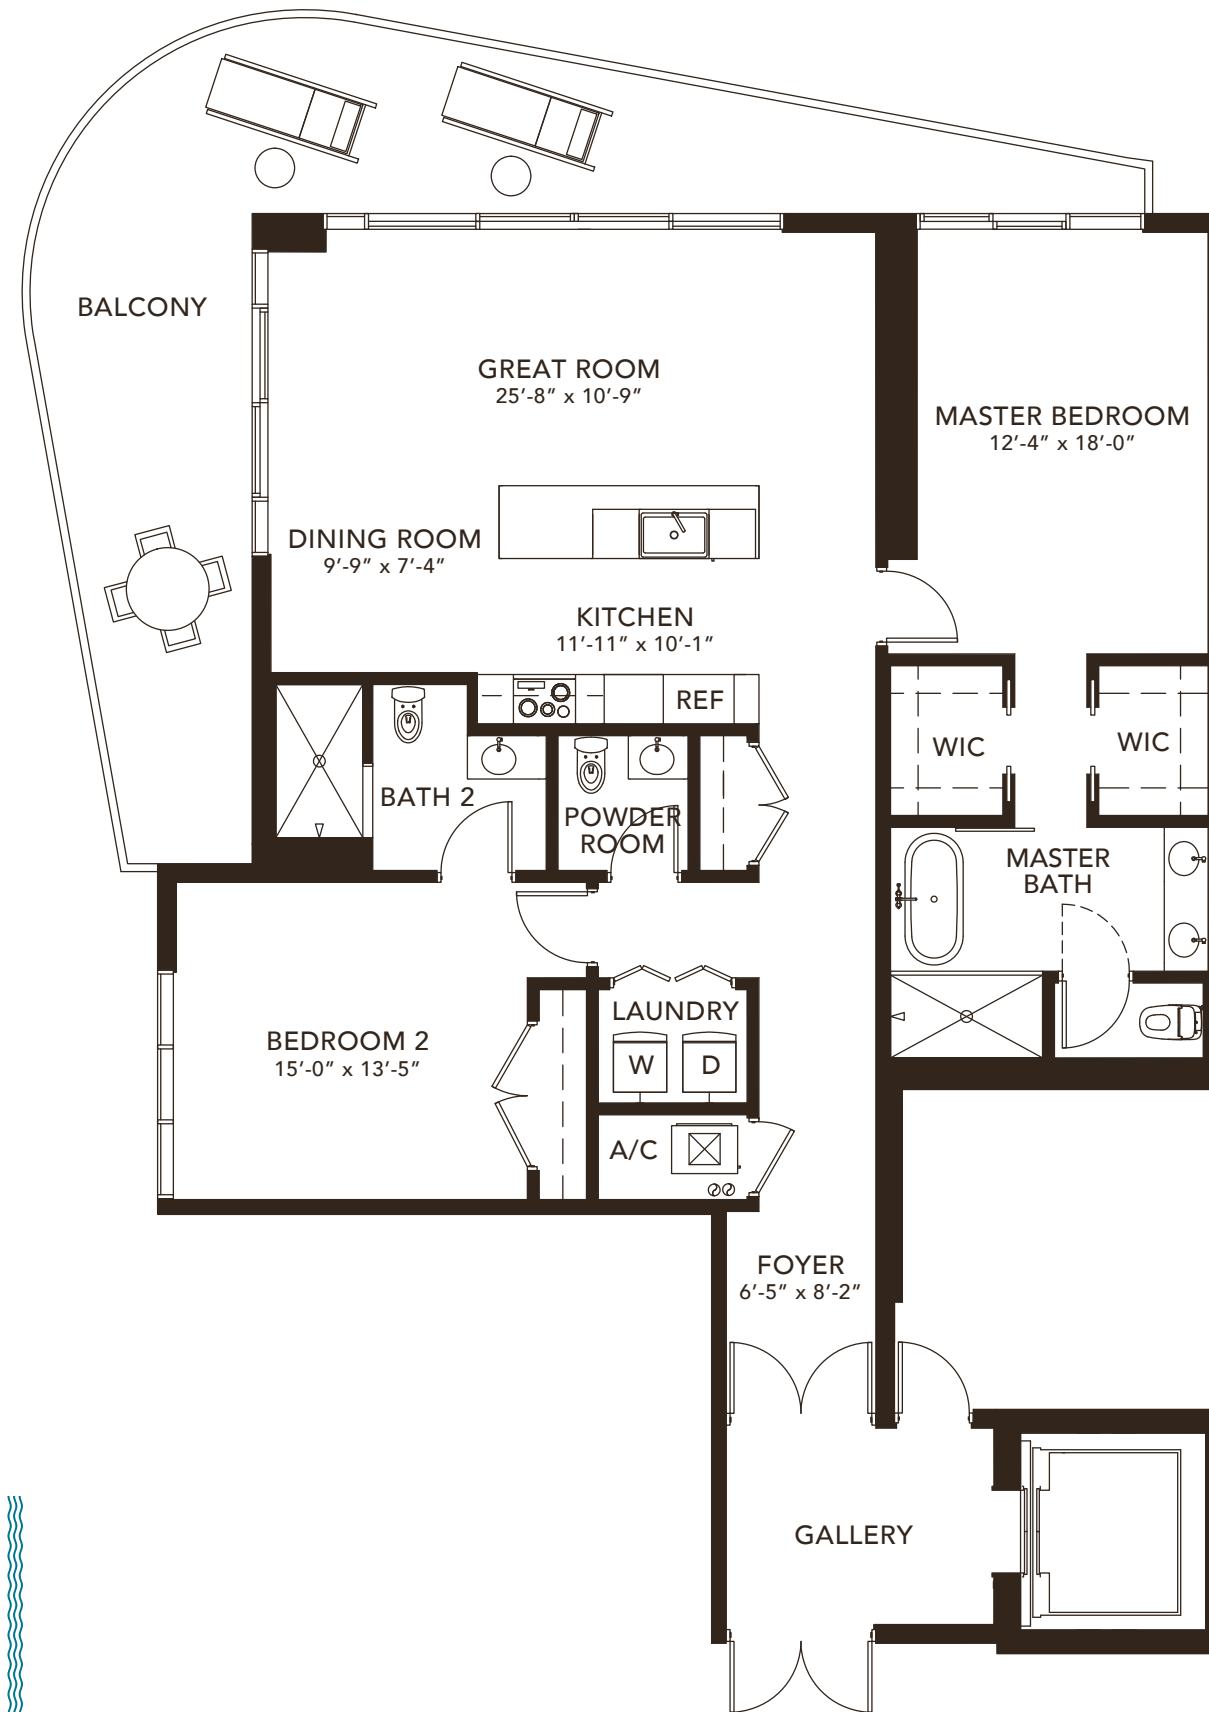 BALCONY
GREAT ROOM
25'-8" x 10'-9"
MASTER BEDROOM
12'-4" x 18'-0"
DINING ROOM
9'-9" x 7'-4"
KITCHEN
11'-11" x 10'-1"
REF
WIC
WIC
BATH 2
POWDER
ROOM
MASTER
BATH
LAUNDRY
W
D
BEDROOM 2
15'-0" x 13'-5"
A/C
FOYER
6'-5" x 8'-2"
GALLERY